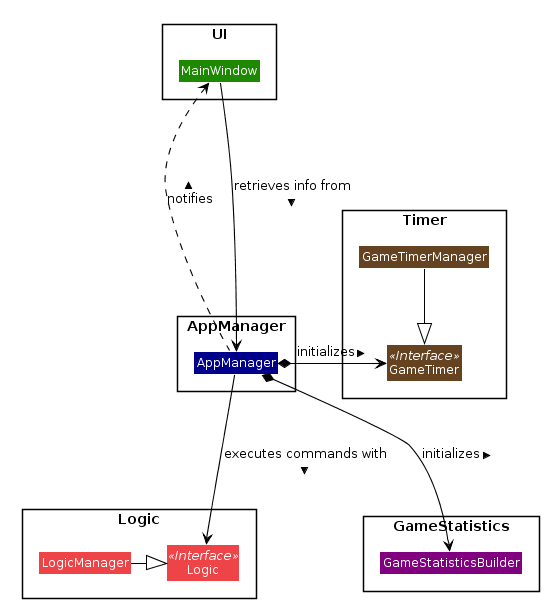 UI
MainWindow
retrieves info from
▼
▲
notifies
Timer
GameTimerManager
AppManager
AppManager
initializes ▶
«Interface»
GameTimer
executes commands with
▼
initializes ▶
Logic
LogicManager
«Interface»
Logic
GameStatistics
GameStatisticsBuilder